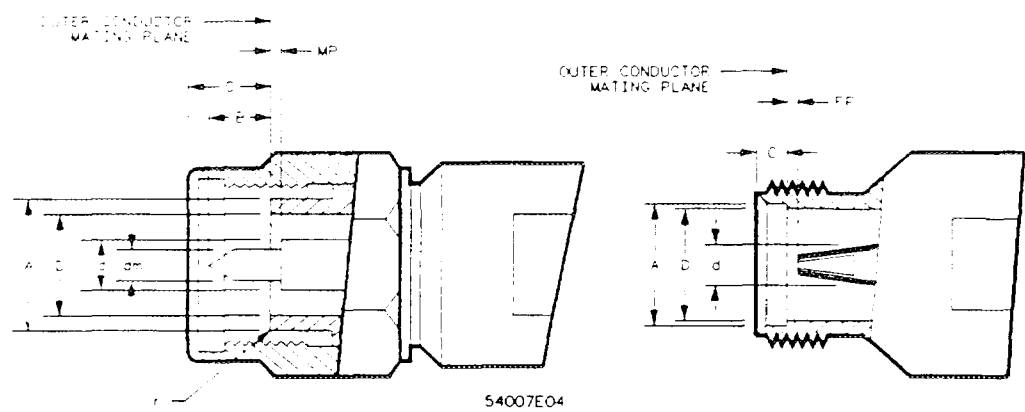 OUTER CONDUCTOR
MATING PLANE
MP
B
A
D
d
dm
r
OUTER CONDUCTOR
MATING PLANE
FP
C
A
D
d
54007E04